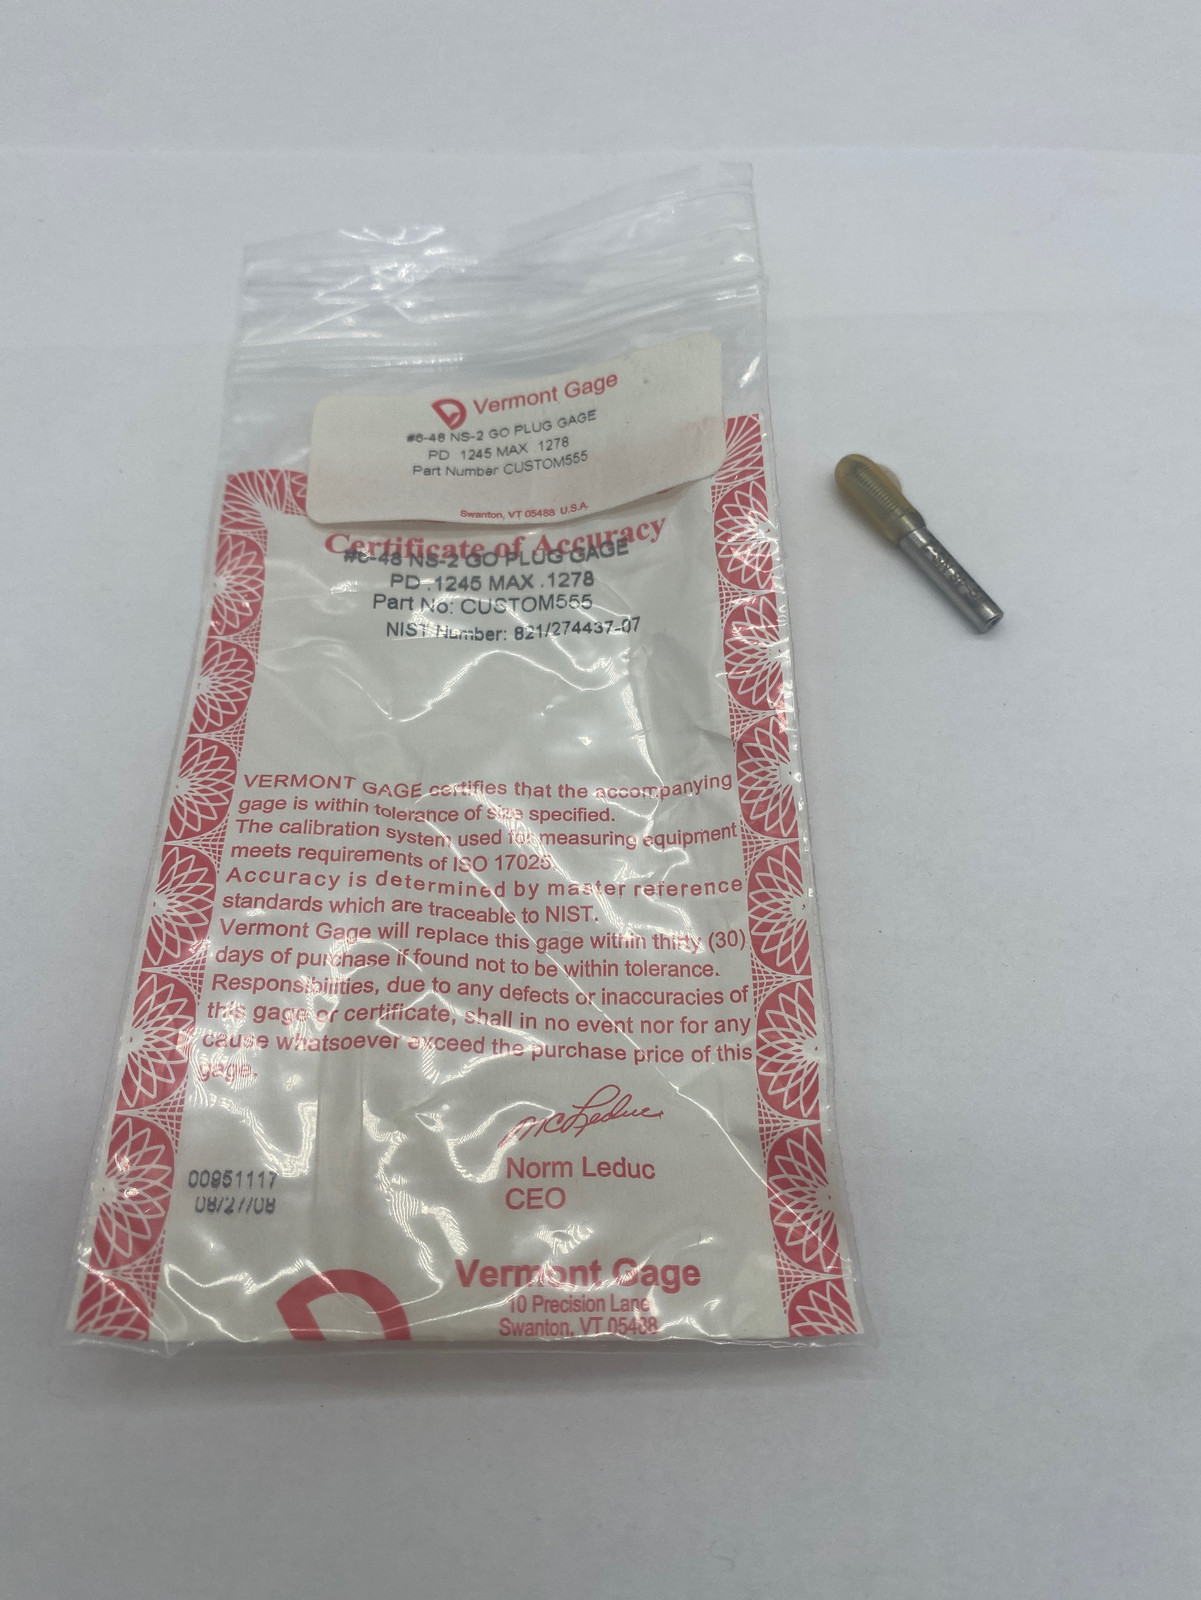 Vermont Gage
#6-48 NS-2 GO PLUG GAGE
PD .1245 MAX .1278
Part Number CUSTOM555
Swanton, VT 05488 U.S.A.
Certificate of Accuracy
#6-48 NS-2 GO PLUG GAGE
PD .1245 MAX .1278
Part No: CUSTOM555
NIST Number: 821/274437-07
VERMONT GAGE certifies that the accompanying
gage is within tolerance of size specified.
The calibration system used for measuring equipment
meets requirements of ISO 17025.
Accuracy is determined by master reference
standards which are traceable to NIST.
Vermont Gage will replace this gage within thirty (30)
days of purchase if found not to be within tolerance.
Responsibilities, due to any defects or inaccuracies of
this gage or certificate, shall in no event nor for any
cause whatsoever exceed the purchase price of this
gage.
Norm Leduc
CEO
00951117
08/27/08
Vermont Gage
10 Precision Lane
Swanton, VT 05488